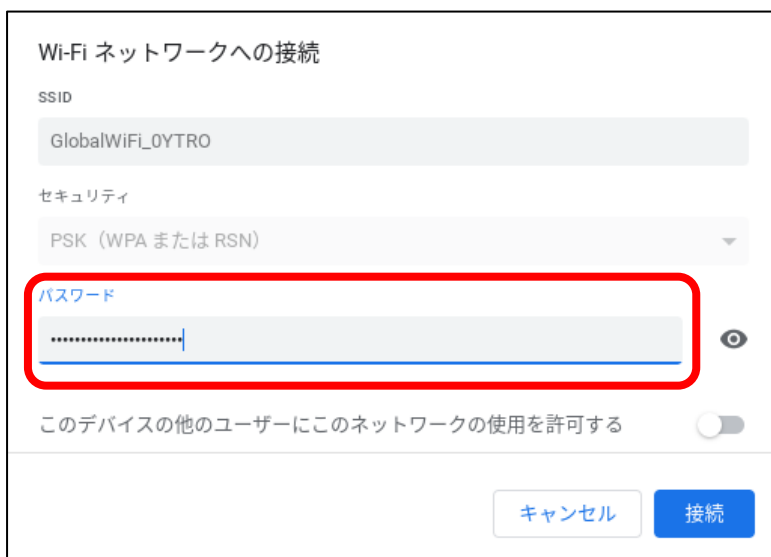 Wi-Fi ネットワークへの接続
SSID
GlobalWiFi_0YTRO
セキュリティ
PSK（WPA または RSN）
パスワード
••••••••••••••••••••••
このデバイスの他のユーザーにこのネットワークの使用を許可する
キャンセル
接続